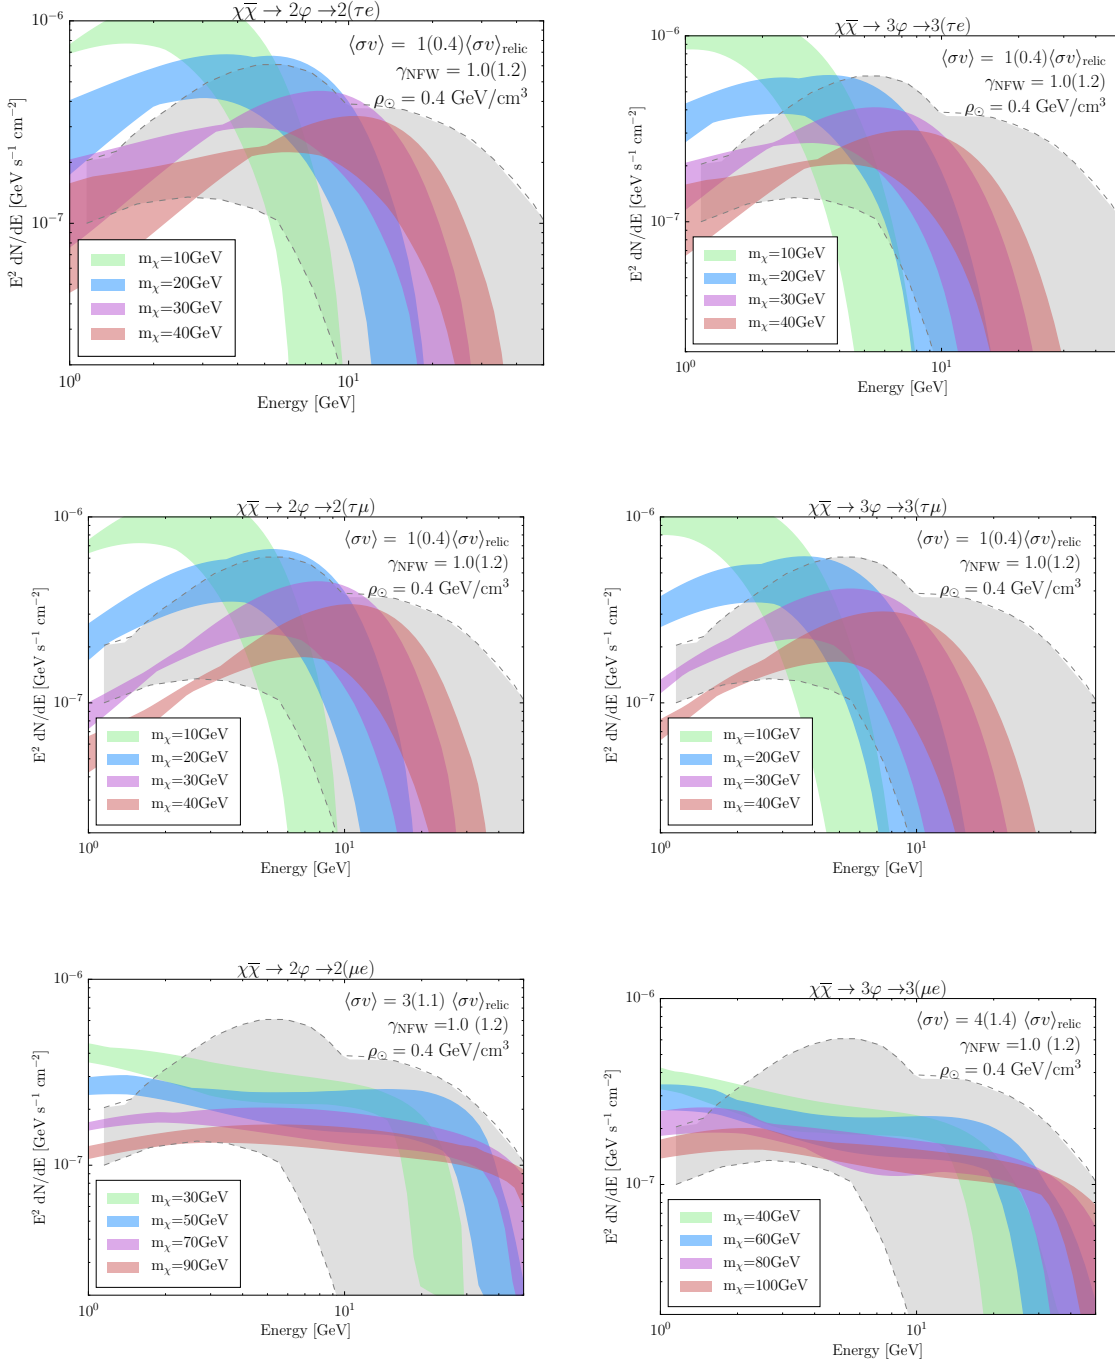 χχ̅ → 2φ →2(τe)
⟨σv⟩ = 1(0.4)⟨σv⟩relic
γNFW = 1.0(1.2)
ρ⊙ = 0.4 GeV/cm³
E² dN/dE [GeV s⁻¹ cm⁻²]
10⁻⁶
10⁻⁷
mχ=10GeV
mχ=20GeV
mχ=30GeV
mχ=40GeV
10⁰
10¹
Energy [GeV]
χχ̅ → 3φ →3(τe)
⟨σv⟩ = 1(0.4)⟨σv⟩relic
γNFW = 1.0(1.2)
ρ⊙ = 0.4 GeV/cm³
E² dN/dE [GeV s⁻¹ cm⁻²]
10⁻⁶
10⁻⁷
mχ=10GeV
mχ=20GeV
mχ=30GeV
mχ=40GeV
10⁰
10¹
Energy [GeV]
χχ̅ → 2φ →2(τμ)
⟨σv⟩ = 1(0.4)⟨σv⟩relic
γNFW = 1.0(1.2)
ρ⊙ = 0.4 GeV/cm³
E² dN/dE [GeV s⁻¹ cm⁻²]
10⁻⁶
10⁻⁷
mχ=10GeV
mχ=20GeV
mχ=30GeV
mχ=40GeV
10⁰
10¹
Energy [GeV]
χχ̅ → 3φ →3(τμ)
⟨σv⟩ = 1(0.4)⟨σv⟩relic
γNFW = 1.0(1.2)
ρ⊙ = 0.4 GeV/cm³
E² dN/dE [GeV s⁻¹ cm⁻²]
10⁻⁶
10⁻⁷
mχ=10GeV
mχ=20GeV
mχ=30GeV
mχ=40GeV
10⁰
10¹
Energy [GeV]
χχ̅ → 2φ →2(μe)
⟨σv⟩ = 3(1.1) ⟨σv⟩relic
γNFW =1.0 (1.2)
ρ⊙ = 0.4 GeV/cm³
E² dN/dE [GeV s⁻¹ cm⁻²]
10⁻⁶
10⁻⁷
mχ=30GeV
mχ=50GeV
mχ=70GeV
mχ=90GeV
10⁰
10¹
Energy [GeV]
χχ̅ → 3φ →3(μe)
⟨σv⟩ = 4(1.4) ⟨σv⟩relic
γNFW =1.0 (1.2)
ρ⊙ = 0.4 GeV/cm³
E² dN/dE [GeV s⁻¹ cm⁻²]
10⁻⁶
10⁻⁷
mχ=40GeV
mχ=60GeV
mχ=80GeV
mχ=100GeV
10⁰
10¹
Energy [GeV]